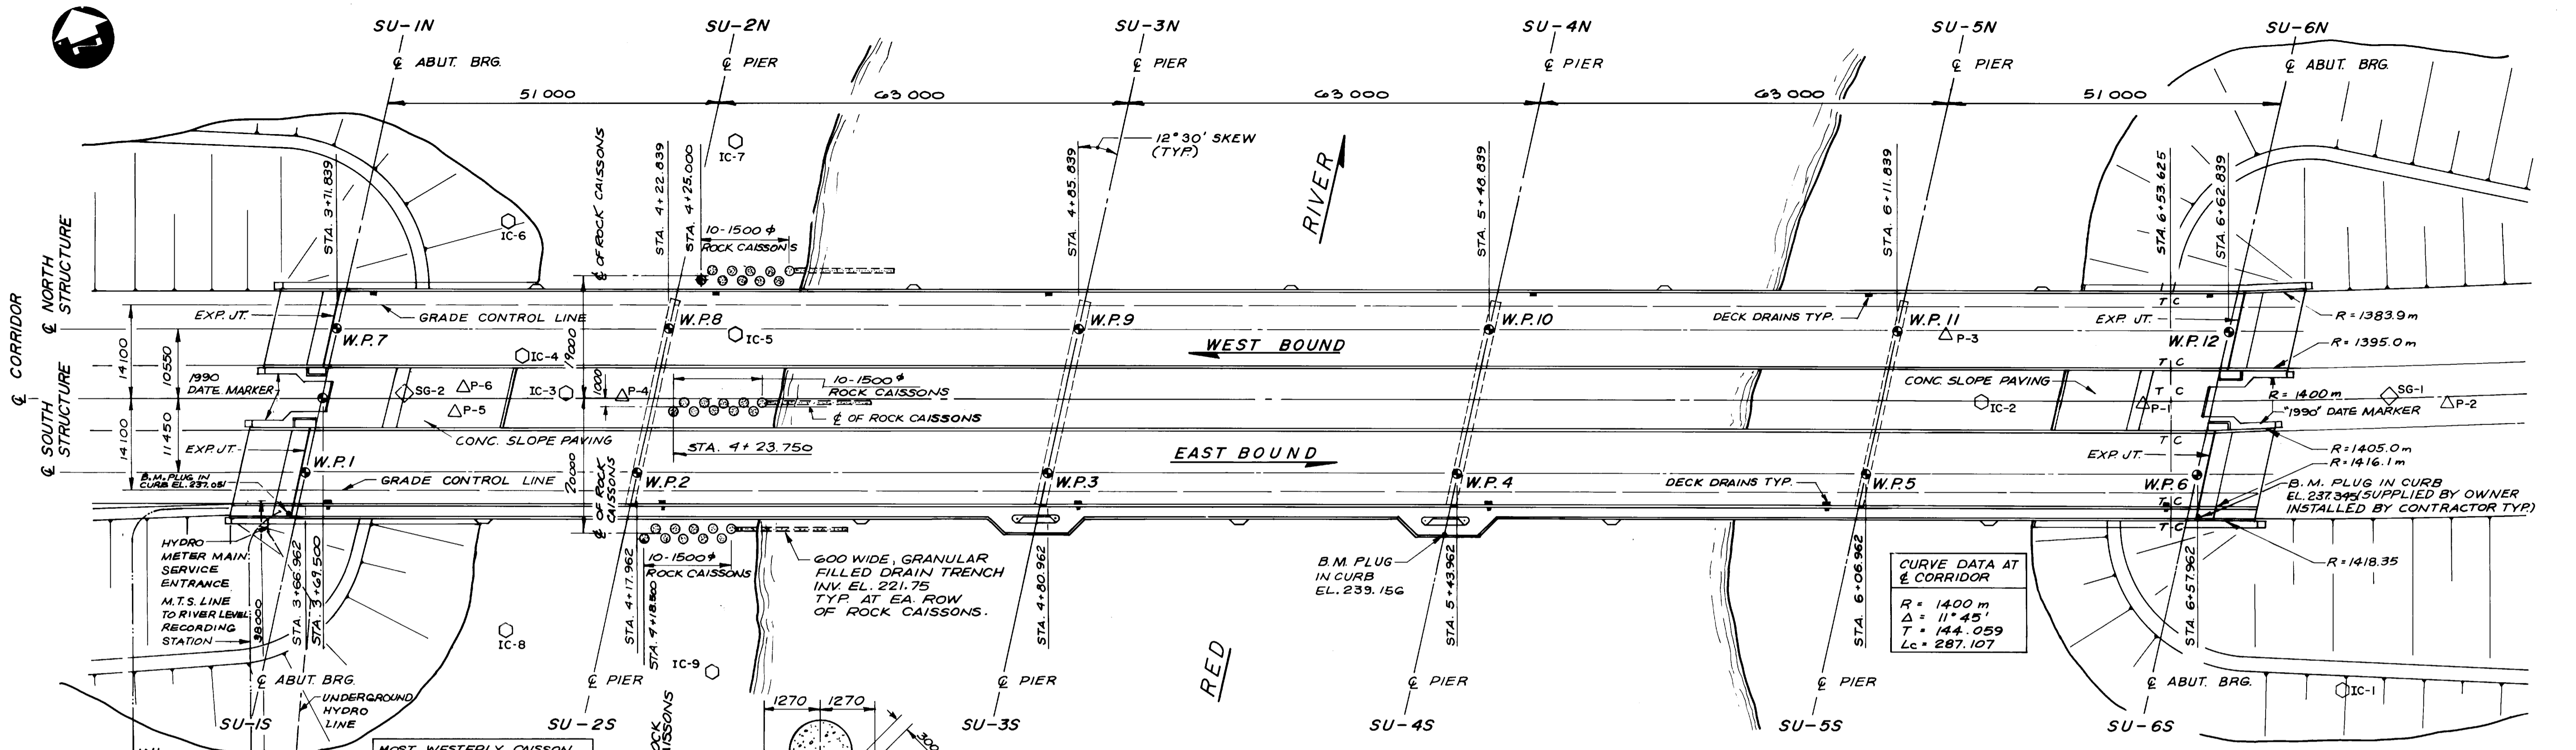 SU-1N
SU-2N
SU-3N
SU-4N
SU-5N
SU-6N
℄ ABUT. BRG.
℄ PIER
℄ PIER
℄ PIER
℄ PIER
℄ ABUT. BRG.
51 000
63 000
63 000
63 000
51 000
12° 30' SKEW
(TYP.)
IC-7
IC-6
RIVER
STA. 3+71.839
℄ OF ROCK CAISSONS
STA. 4+22.839
STA. 4+25.000
STA. 4+85.839
STA. 5+48.839
STA. 6+11.839
STA. 6+53.625
STA. 6+62.839
10-1500 ϕ
ROCK CAISSONS
℄ CORRIDOR
℄ NORTH
STRUCTURE
℄ SOUTH
STRUCTURE
EXP. JT.
GRADE CONTROL LINE
W.P. 7
W.P. 8
IC-5
W.P. 9
W.P. 10
DECK DRAINS TYP.
W.P. 11
P-3
EXP. JT.
W.P. 12
T C
R = 1383.9 m
R = 1395.0 m
14100
10550
19000
IC-4
WEST BOUND
T C
1990
DATE MARKER
SG-2
P-6
P-5
IC-3
P-4
1000
10-1500 ϕ
ROCK CAISSONS
℄ OF ROCK CAISSONS
CONC. SLOPE PAVING
IC-2
P-1
T C
R = 1400 m
"1990" DATE MARKER
SG-1
P-2
14100
11450
CONC. SLOPE PAVING
STA. 4+23.750
EXP. JT.
EAST BOUND
T C
EXP. JT.
R = 1405.0 m
R = 1416.1 m
W.P. 1
B.M. PLUG IN
CURB EL. 237.051
GRADE CONTROL LINE
20000
℄ OF ROCK
CAISSONS
W.P. 2
W.P. 3
W.P. 4
DECK DRAINS TYP.
W.P. 5
W.P. 6
T C
T C
B.M. PLUG IN CURB
EL. 237.345 (SUPPLIED BY OWNER
INSTALLED BY CONTRACTOR TYP.)
R = 1418.35
HYDRO
METER MAIN
SERVICE
ENTRANCE
M.T.S. LINE
TO RIVER LEVEL
RECORDING
STATION
38000
STA. 3+66.962
STA. 3+69.500
STA. 4+17.962
STA. 4+18.500
10-1500 ϕ
ROCK CAISSONS
600 WIDE, GRANULAR
FILLED DRAIN TRENCH
INV. EL. 221.75
TYP. AT EA. ROW
OF ROCK CAISSONS.
STA. 4+80.962
B.M. PLUG
IN CURB
EL. 239.156
STA. 5+43.962
STA. 6+06.962
CURVE DATA AT
℄ CORRIDOR
R = 1400 m
Δ = 11° 45'
T = 144.059
Lc = 287.107
STA. 6+57.962
IC-8
IC-9
RED
℄ ABUT. BRG.
℄ PIER
℄ PIER
℄ PIER
℄ PIER
℄ ABUT. BRG.
IC-1
UNDERGROUND
HYDRO
LINE
SU-1S
SU-2S
SU-3S
SU-4S
SU-5S
SU-6S
1270
1270
300
MOST WESTERLY